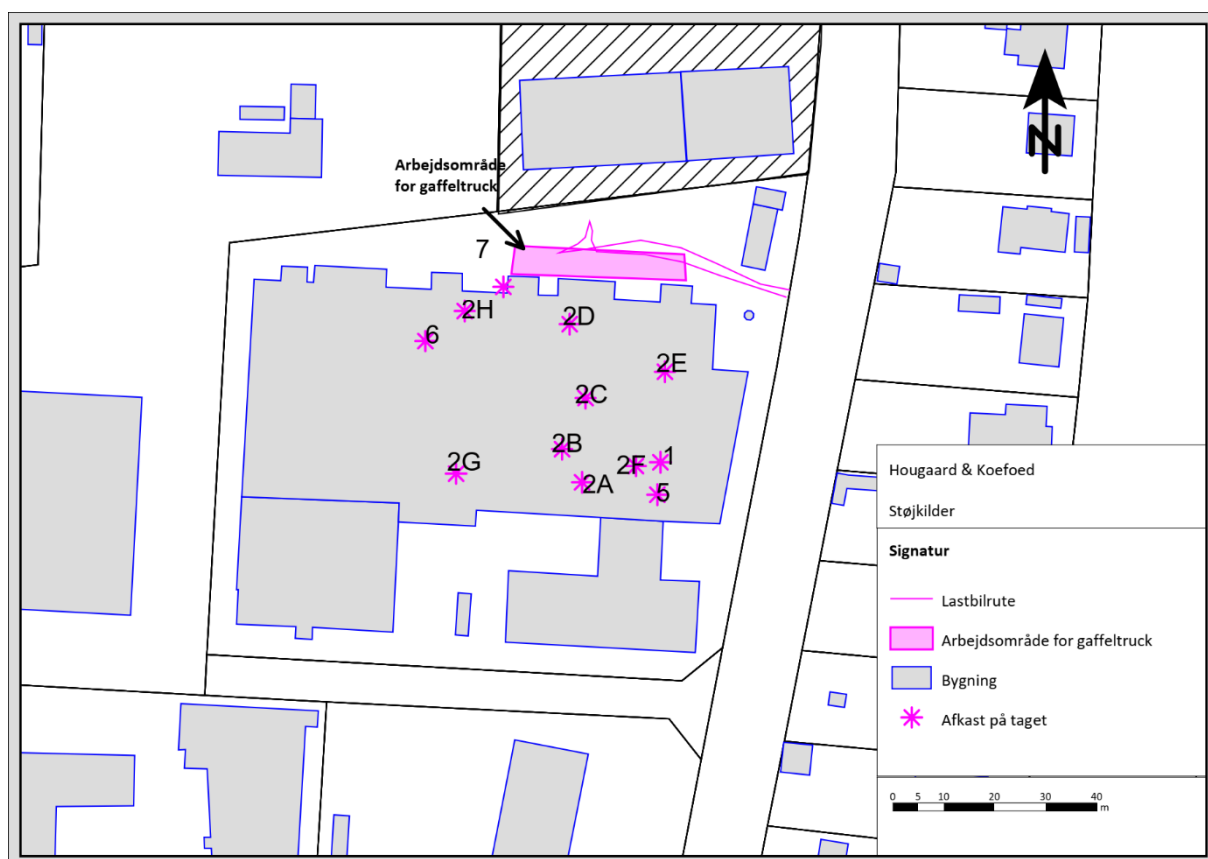 N
Arbejdsområde
for gaffeltruck
7
2H
2D
6
2E
2C
2B
2F
1
2G
2A
5
Hougaard & Koefoed
Støjkilder
Signatur
Lastbilrute
Arbejdsområde for gaffeltruck
Bygning
Afkast på taget
0 5 10 20 30 40
m